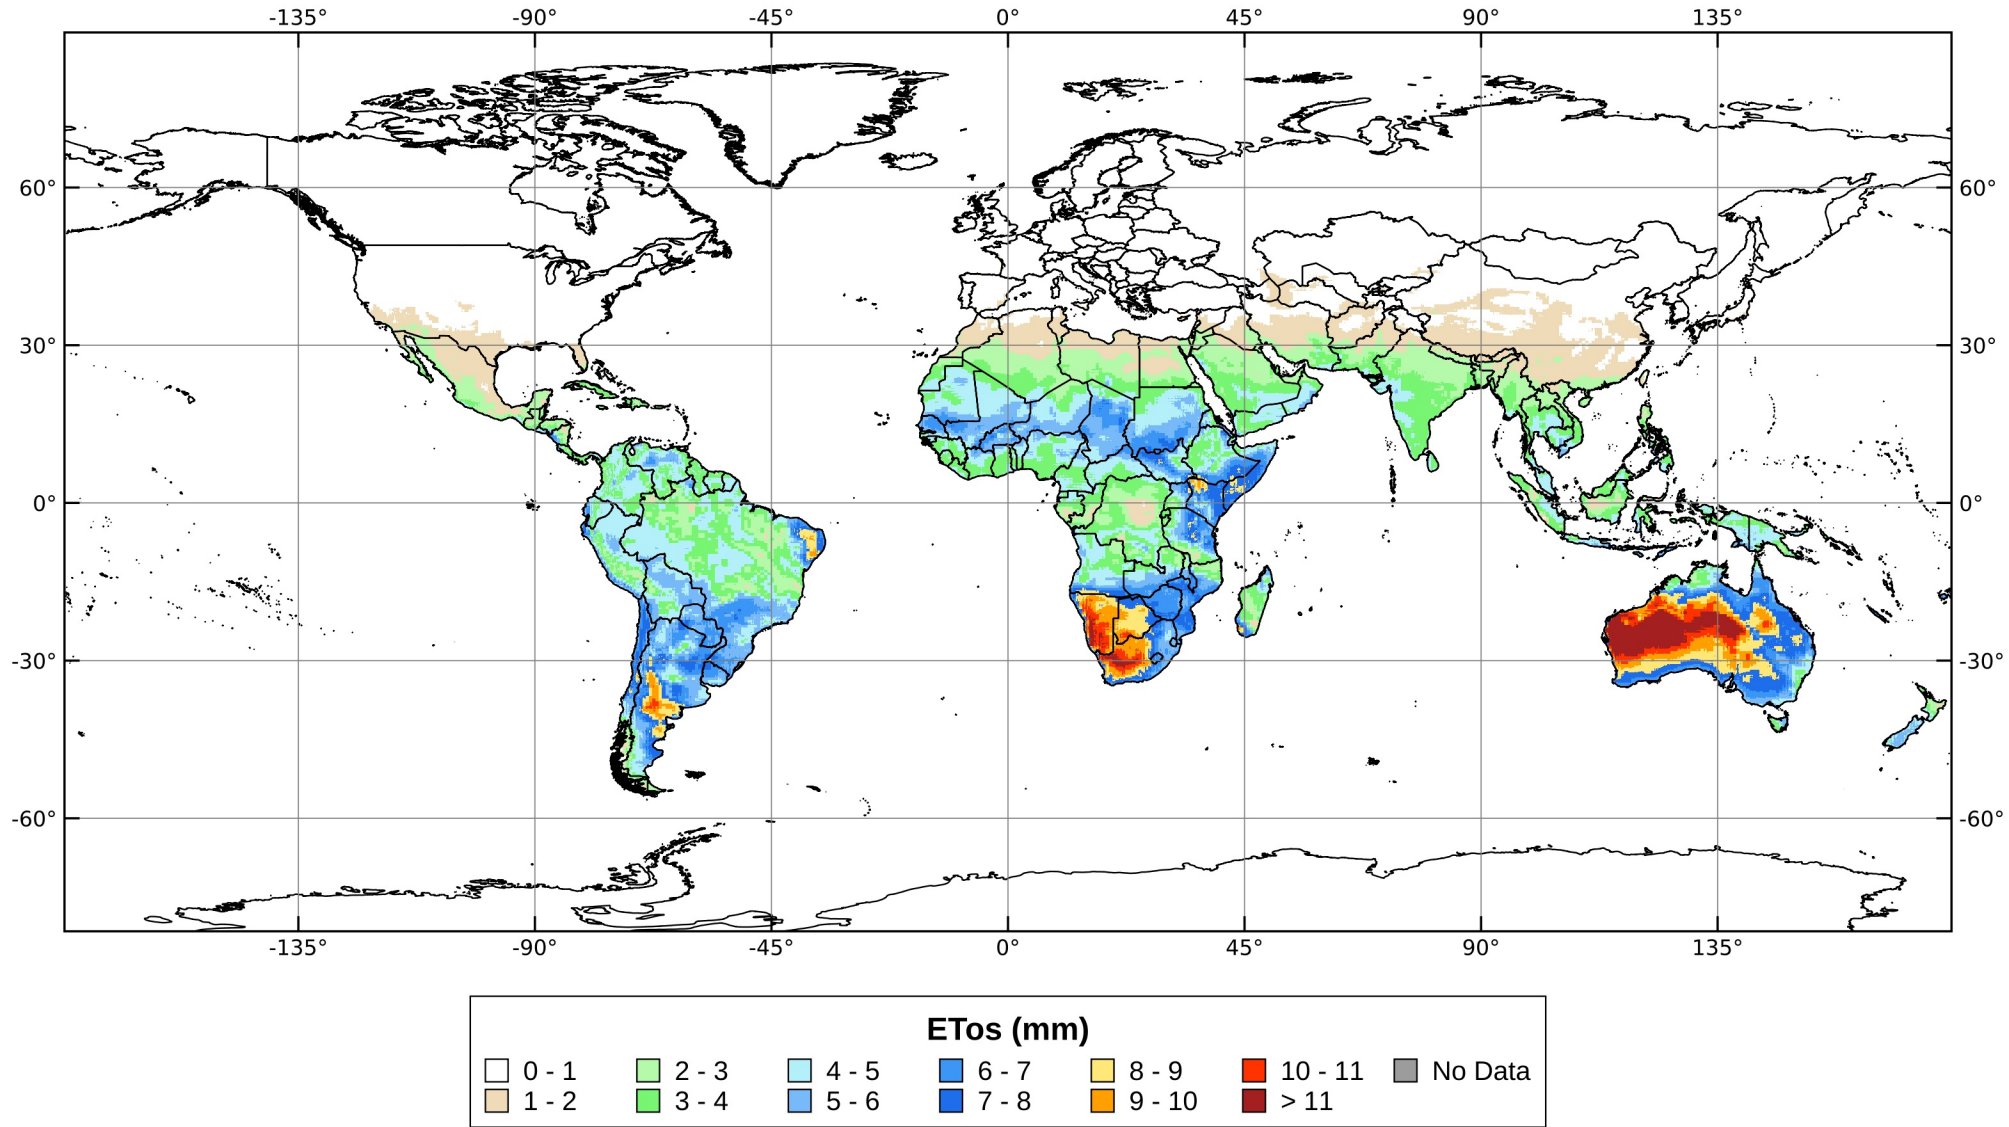 -135° -90° -45° 0° 45° 90° 135°
60° 60°
30° 30°
0° 0°
-30° -30°
-60° -60°
-135° -90° -45° 0° 45° 90° 135°
ETos (mm)
0 - 1 2 - 3 4 - 5 6 - 7 8 - 9 10 - 11 No Data
1 - 2 3 - 4 5 - 6 7 - 8 9 - 10 > 11